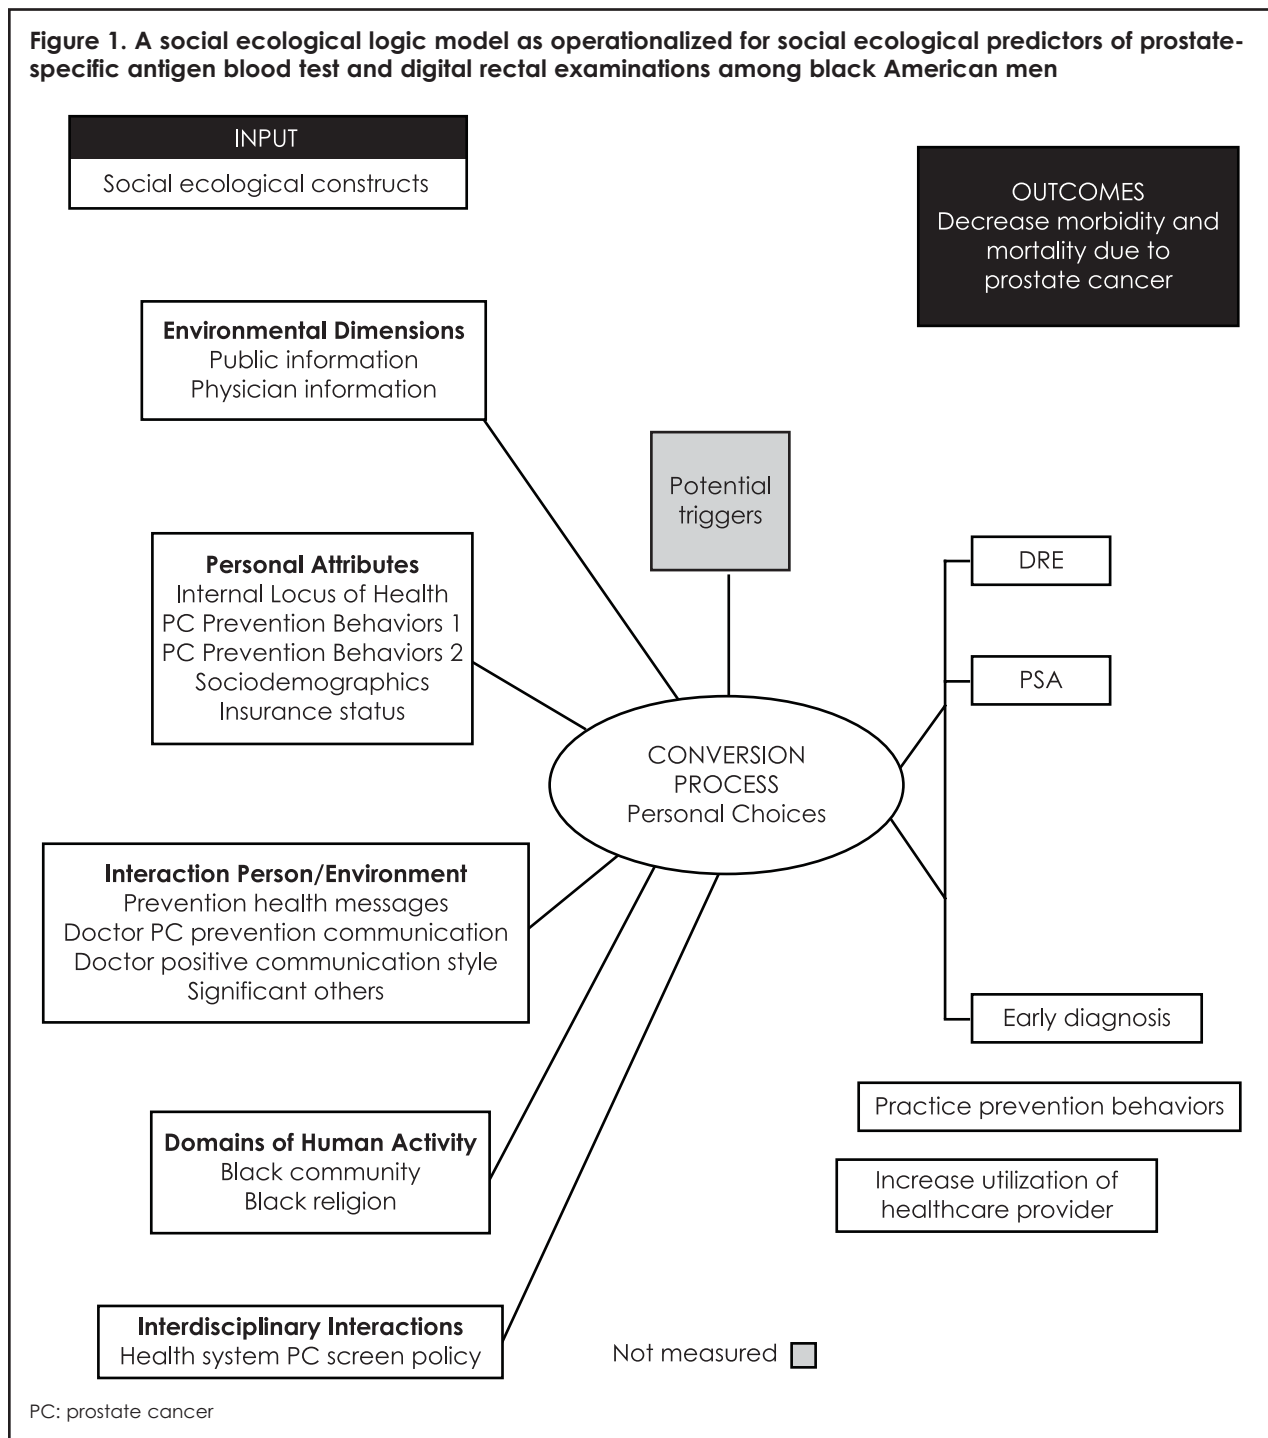 Figure 1. A social ecological logic model as operationalized for social ecological predictors of prostate-
specific antigen blood test and digital rectal examinations among black American men
INPUT
Social ecological constructs
OUTCOMES
Decrease morbidity and
mortality due to
prostate cancer
Environmental Dimensions
Public information
Physician information
Potential
triggers
Personal Attributes
Internal Locus of Health
PC Prevention Behaviors 1
PC Prevention Behaviors 2
Sociodemographics
Insurance status
DRE
PSA
CONVERSION
PROCESS
Personal Choices
Interaction Person/Environment
Prevention health messages
Doctor PC prevention communication
Doctor positive communication style
Significant others
Early diagnosis
Practice prevention behaviors
Domains of Human Activity
Black community
Black religion
Increase utilization of
healthcare provider
Interdisciplinary Interactions
Health system PC screen policy
Not measured
PC: prostate cancer